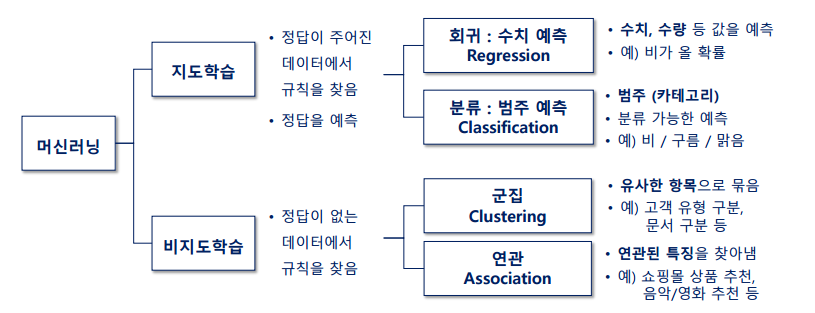 머신러닝
지도학습
• 정답이 주어진
데이터에서
규칙을 찾음
• 정답을 예측
회귀 : 수치 예측
Regression
• 수치, 수량 등 값을 예측
• 예) 비가 올 확률
분류 : 범주 예측
Classification
• 범주 (카테고리)
• 분류 가능한 예측
• 예) 비 / 구름 / 맑음
비지도학습
• 정답이 없는
데이터에서
규칙을 찾음
군집
Clustering
• 유사한 항목으로 묶음
• 예) 고객 유형 구분,
문서 구분 등
연관
Association
• 연관된 특징을 찾아냄
• 예) 쇼핑몰 상품 추천,
음악/영화 추천 등